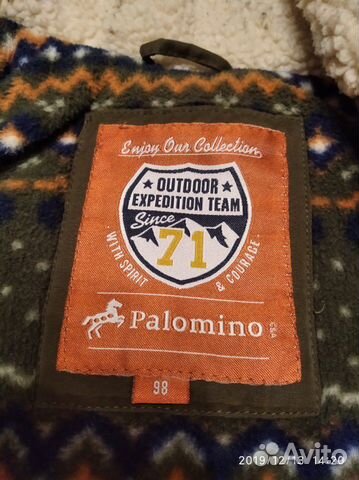 Enjoy Our Collection
OUTDOOR
EXPEDITION TEAM
Since
71
· WITH SPIRIT
& COURAGE ·
Palomino
C&A
98
Avito
2019/12/13 14:20